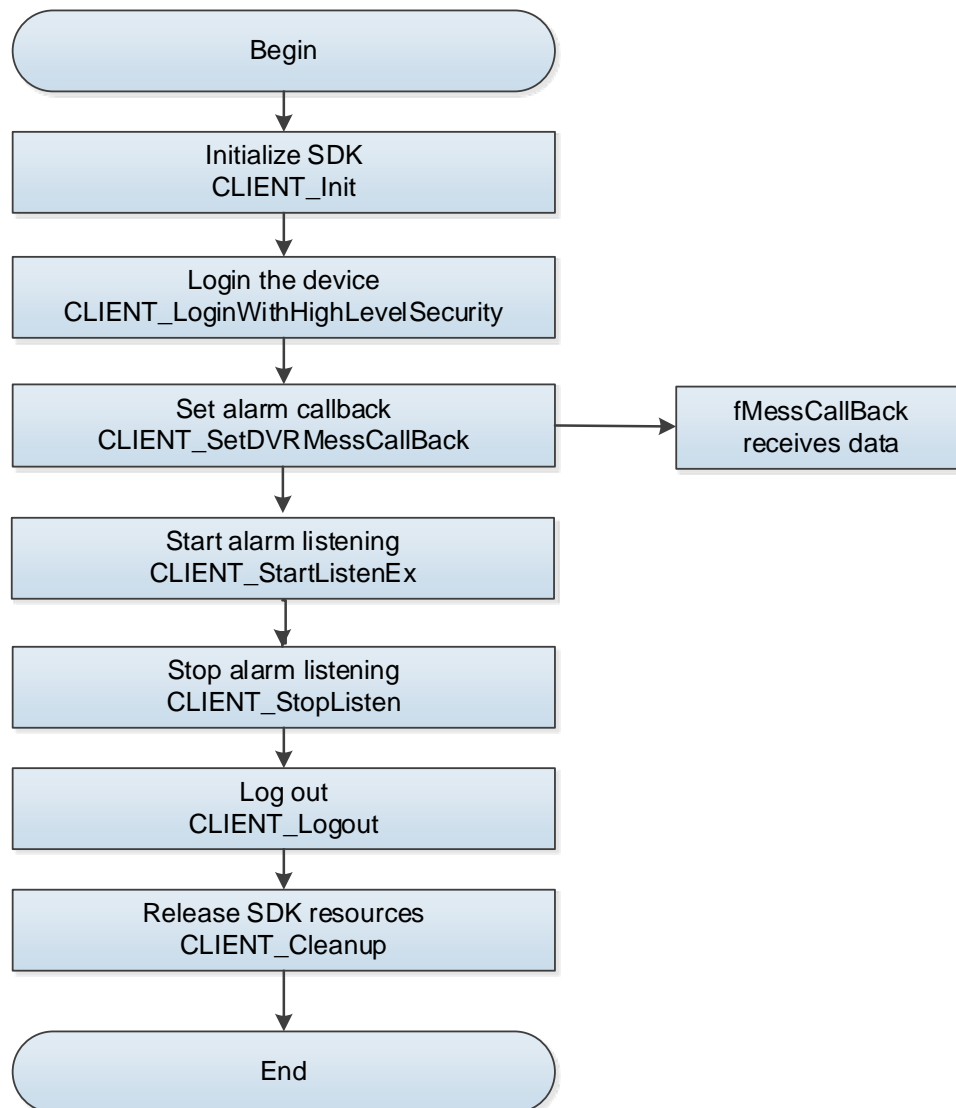 Begin
Initialize SDK
CLIENT_Init
Login the device
CLIENT_LoginWithHighLevelSecurity
Set alarm callback
CLIENT_SetDVRMessCallBack
fMessCallBack
receives data
Start alarm listening
CLIENT_StartListenEx
Stop alarm listening
CLIENT_StopListen
Log out
CLIENT_Logout
Release SDK resources
CLIENT_Cleanup
End